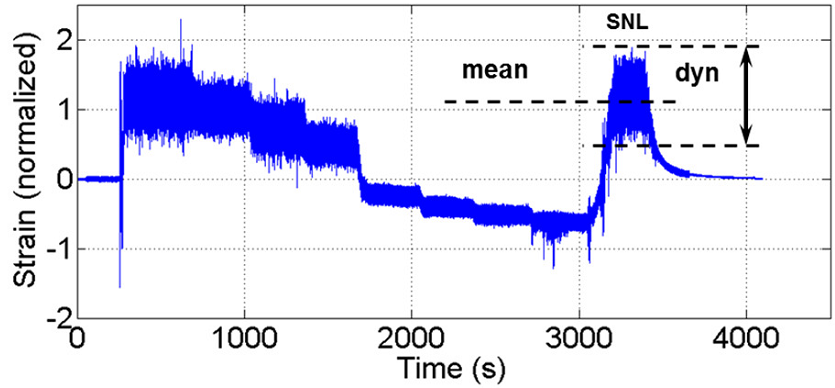 SNL
mean
dyn
2
1
0
-1
-2
0
1000
2000
3000
4000
Strain (normalized)
Time (s)